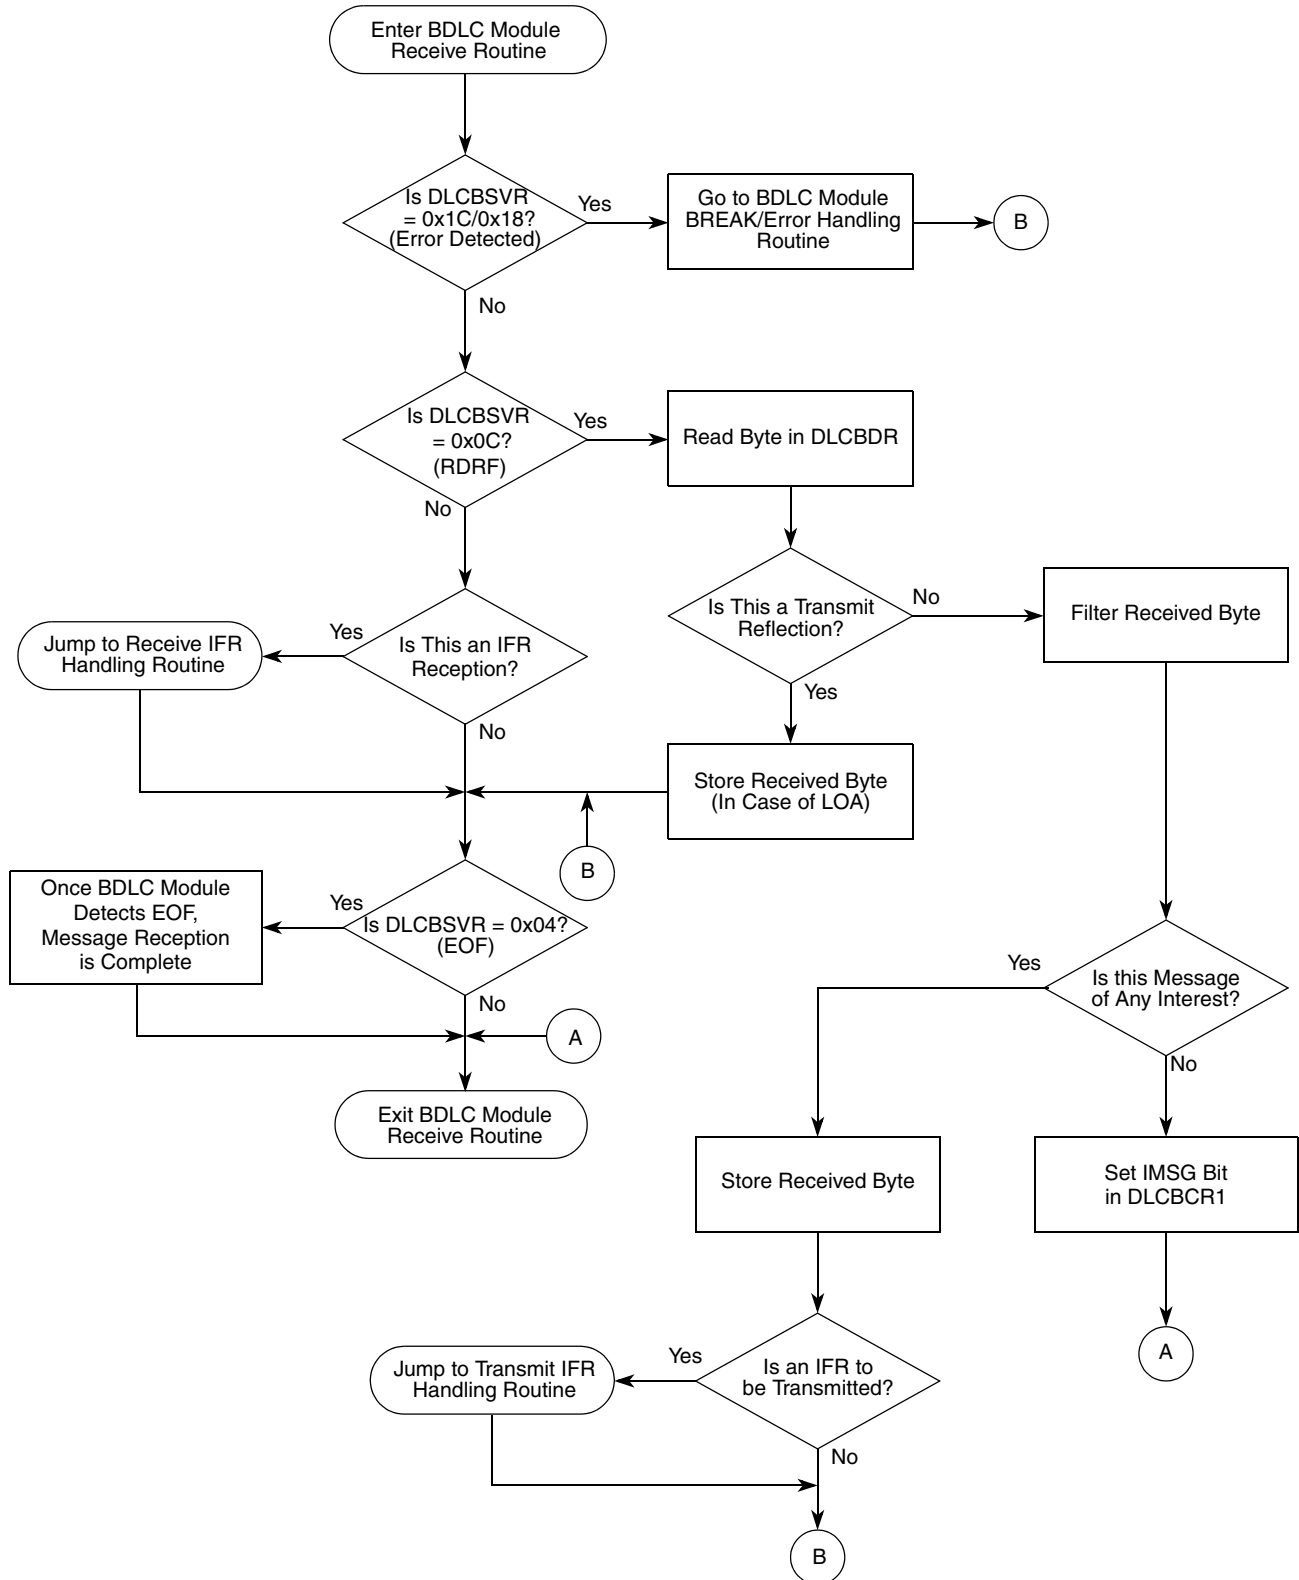 Enter BDLC Module
Receive Routine
Is DLCBSVR
= 0x1C/0x18?
(Error Detected)
Yes
Go to BDLC Module
BREAK/Error Handling
Routine
B
No
Is DLCBSVR
= 0x0C?
(RDRF)
Yes
Read Byte in DLCBDR
No
Is This a Transmit
Reflection?
No
Filter Received Byte
Yes
Is This an IFR
Reception?
Yes
Jump to Receive IFR
Handling Routine
No
Store Received Byte
(In Case of LOA)
B
Is DLCBSVR = 0x04?
(EOF)
Yes
Once BDLC Module
Detects EOF,
Message Reception
is Complete
No
A
Exit BDLC Module
Receive Routine
Is this Message
of Any Interest?
Yes
No
Store Received Byte
Set IMSG Bit
in DLCBCR1
A
Is an IFR to
be Transmitted?
Yes
Jump to Transmit IFR
Handling Routine
No
B